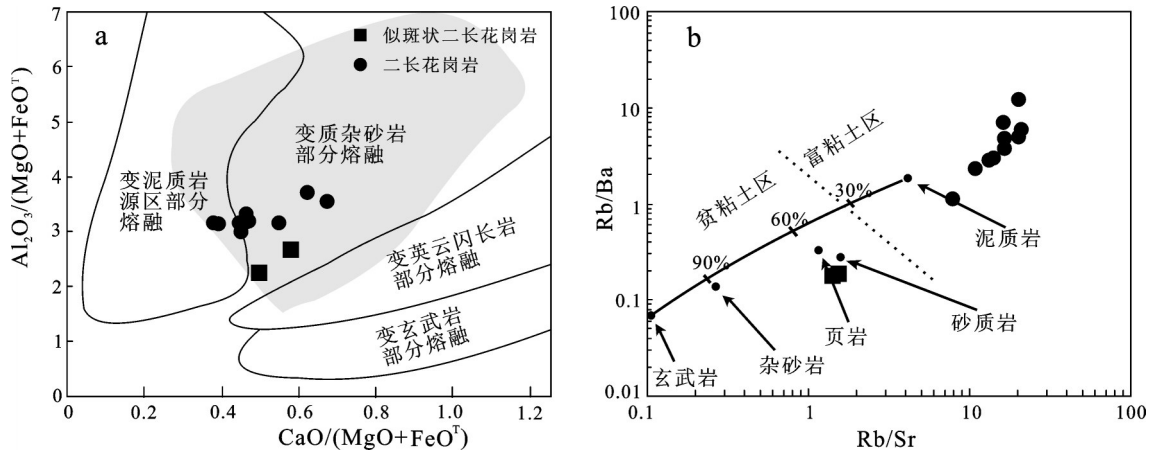 a
似斑状二长花岗岩
二长花岗岩
变质杂砂岩
部分熔融
变泥质岩
源区部分
熔融
变英云闪长岩
部分熔融
变玄武岩
部分熔融
7
6
5
4
3
2
1
0
0
0.2
0.4
0.6
0.8
1.0
1.2
Al₂O₃/(MgO+FeOᵀ)
CaO/(MgO+FeOᵀ)
b
富粘土区
贫粘土区
30%
60%
90%
泥质岩
砂质岩
页岩
杂砂岩
玄武岩
100
10
1
0.1
0.01
0.1
1
10
100
Rb/Ba
Rb/Sr